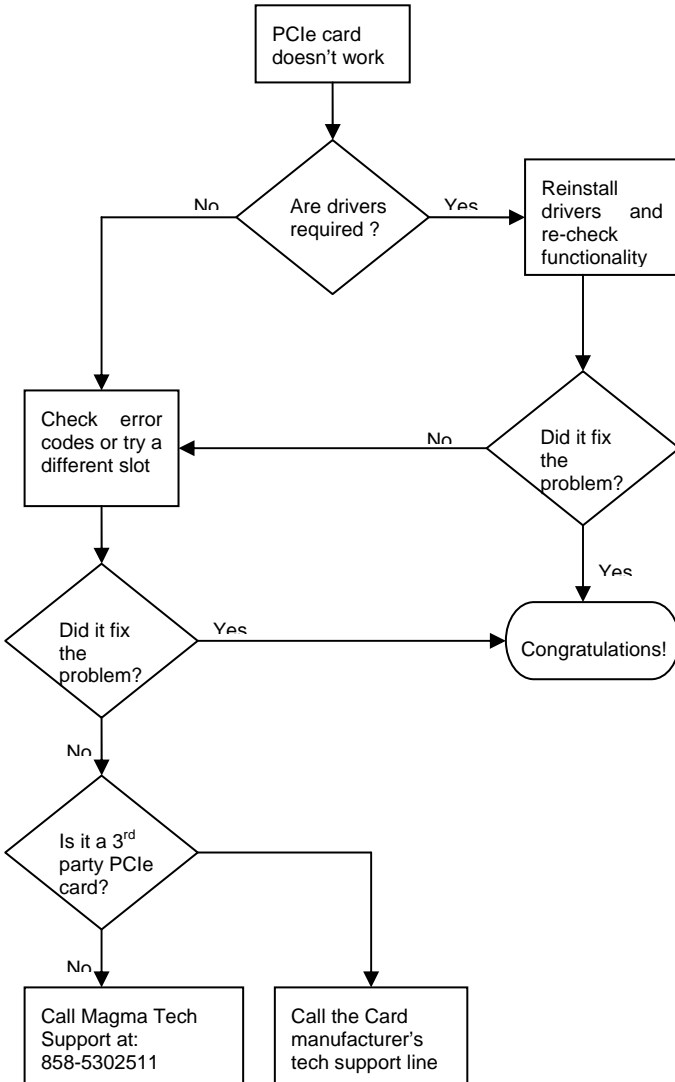 PCIe card
doesn't work
No
Are drivers
required ?
Yes
Reinstall
drivers and
re-check
functionality
Check error
codes or try a
different slot
No
Did it fix
the
problem?
Yes
Did it fix
the
problem?
Yes
Congratulations!
No
Is it a 3rd
party PCIe
card?
No
Call Magma Tech
Support at:
858-5302511
Call the Card
manufacturer's
tech support line